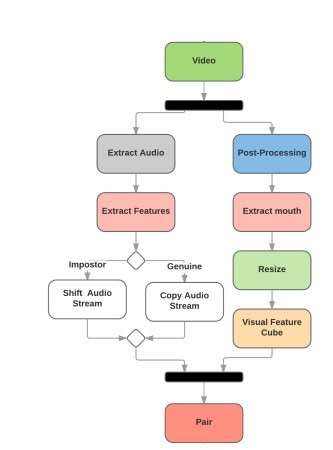 Video
Extract Audio
Post-Processing
Extract Features
Extract mouth
Impostor
Genuine
Resize
Shift Audio
Stream
Copy Audio
Stream
Visual Feature
Cube
Pair